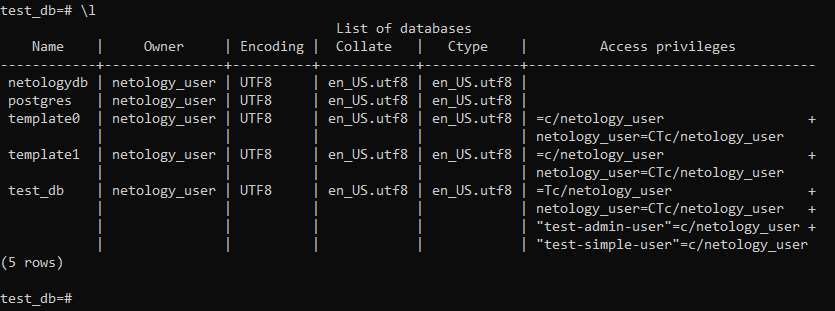 test_db=# \l
                                        List of databases
    Name    |     Owner     | Encoding |  Collate   |   Ctype    |         Access privileges
------------+---------------+----------+------------+------------+-----------------------------------
 netologydb | netology_user | UTF8     | en_US.utf8 | en_US.utf8 |
 postgres   | netology_user | UTF8     | en_US.utf8 | en_US.utf8 |
 template0  | netology_user | UTF8     | en_US.utf8 | en_US.utf8 | =c/netology_user                 +
            |               |          |            |            | netology_user=CTc/netology_user
 template1  | netology_user | UTF8     | en_US.utf8 | en_US.utf8 | =c/netology_user                 +
            |               |          |            |            | netology_user=CTc/netology_user
 test_db    | netology_user | UTF8     | en_US.utf8 | en_US.utf8 | =Tc/netology_user                +
            |               |          |            |            | netology_user=CTc/netology_user  +
            |               |          |            |            | "test-admin-user"=c/netology_user +
            |               |          |            |            | "test-simple-user"=c/netology_user
(5 rows)
test_db=#